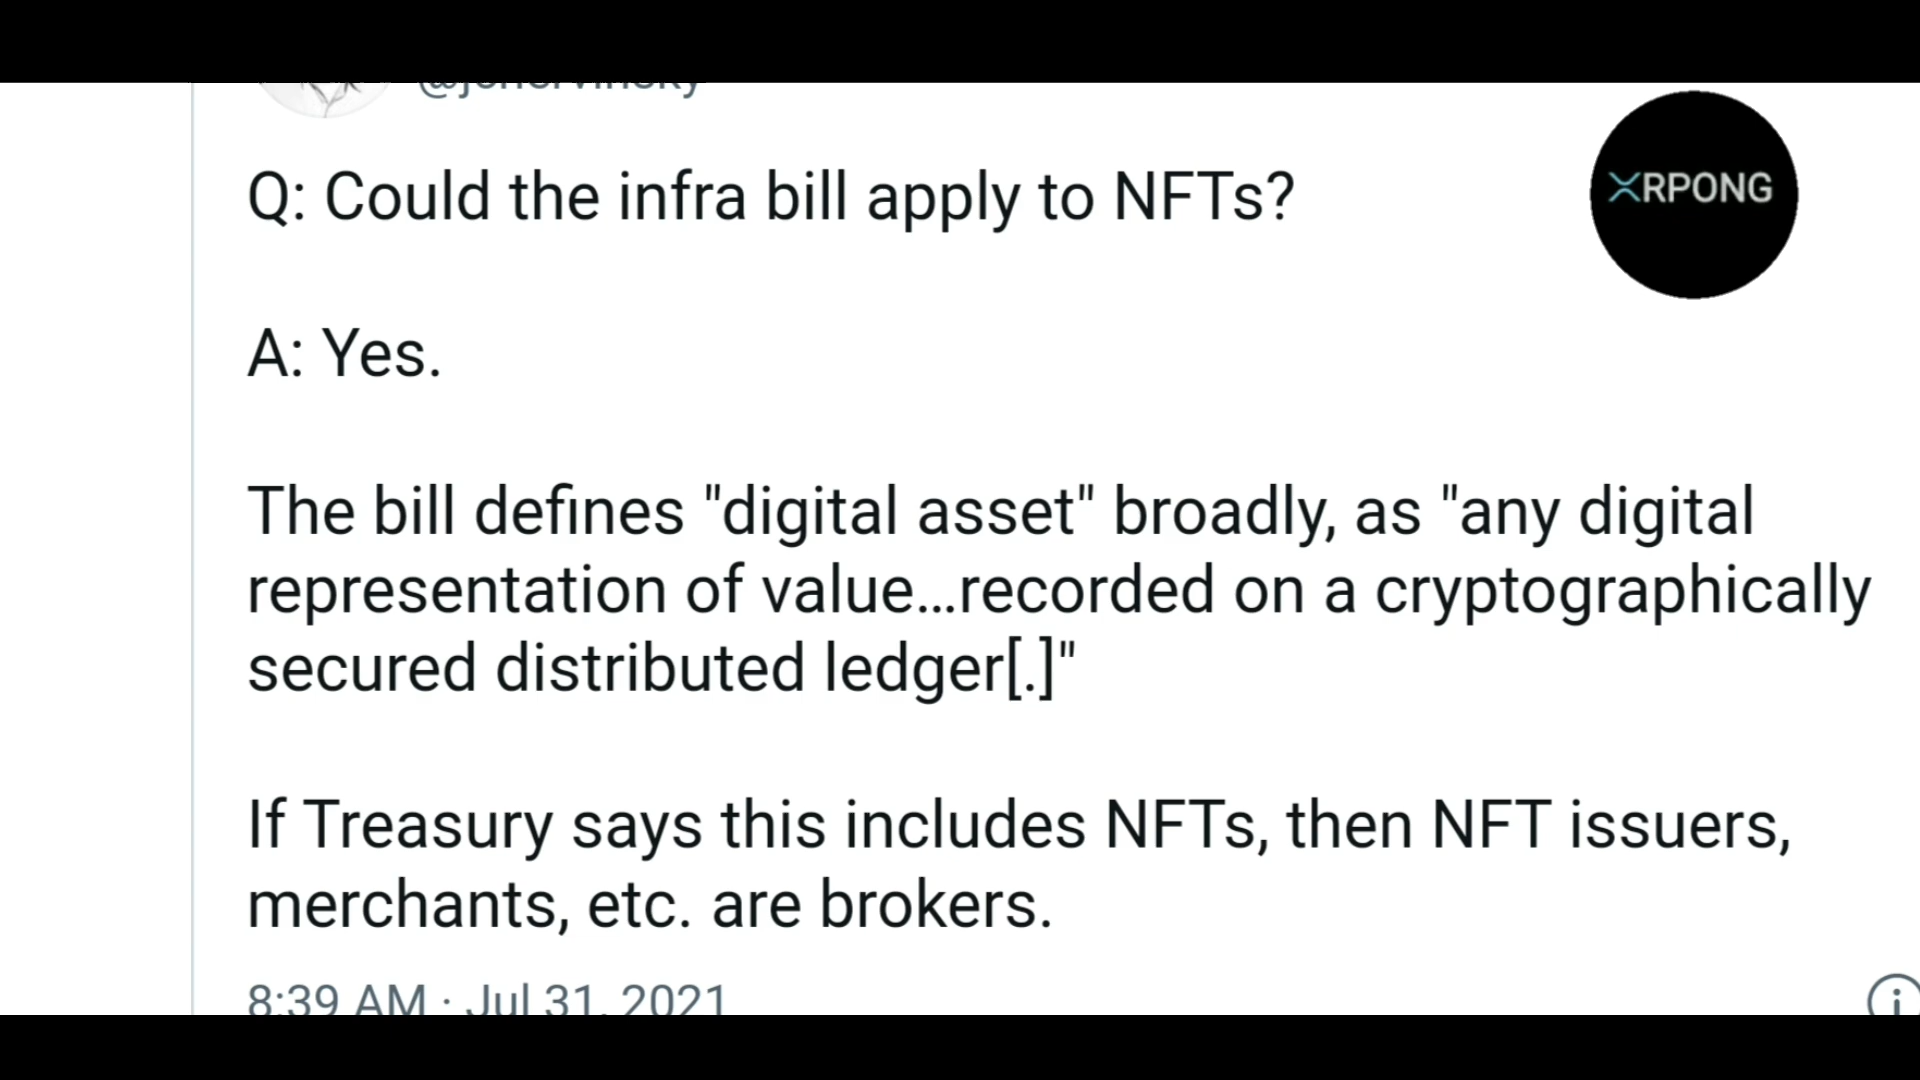 XRPONG
Q: Could the infra bill apply to NFTs?
A: Yes.
The bill defines "digital asset" broadly, as "any digital
representation of value...recorded on a cryptographically
secured distributed ledger[.]"
If Treasury says this includes NFTs, then NFT issuers,
merchants, etc. are brokers.
8:39 AM · Jul 31, 2021